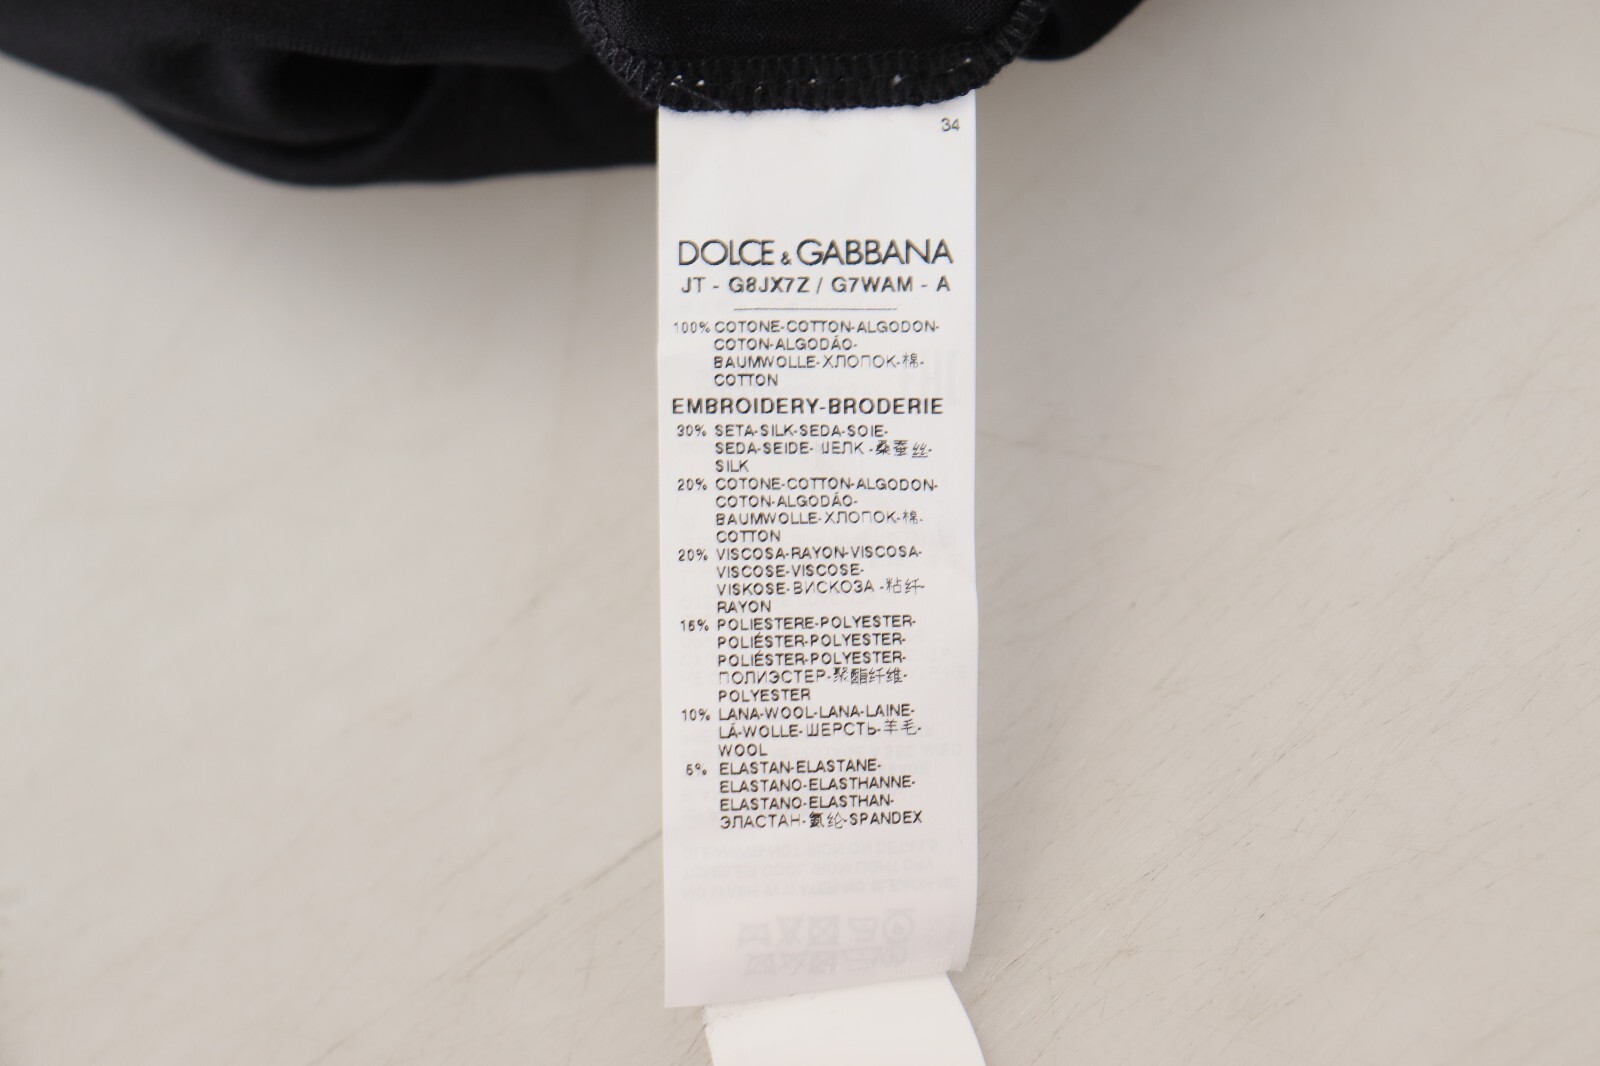 34
DOLCE & GABBANA
JT - G8JX7Z / G7WAM - A
100% COTONE-COTTON-ALGODON-
COTON-ALGODÃO-
BAUMWOLLE-ХЛОПОК-棉-
COTTON
EMBROIDERY-BRODERIE
30% SETA-SILK-SEDA-SOIE-
SEDA-SEIDE-ШЕЛК-桑蚕丝-
SILK
20% COTONE-COTTON-ALGODON-
COTON-ALGODÃO-
BAUMWOLLE-ХЛОПОК-棉-
COTTON
20% VISCOSA-RAYON-VISCOSA-
VISCOSE-VISCOSE-
VISKOSE-ВИСКОЗА-粘纤-
RAYON
15% POLIESTERE-POLYESTER-
POLIÉSTER-POLYESTER-
POLIÉSTER-POLYESTER-
ПОЛИЭСТЕР-聚酯纤维-
POLYESTER
10% LANA-WOOL-LANA-LAINE-
LÃ-WOLLE-ШЕРСТЬ-羊毛-
WOOL
5% ELASTAN-ELASTANE-
ELASTANO-ELASTHANNE-
ELASTANO-ELASTHAN-
ЭЛАСТАН-氨纶-SPANDEX